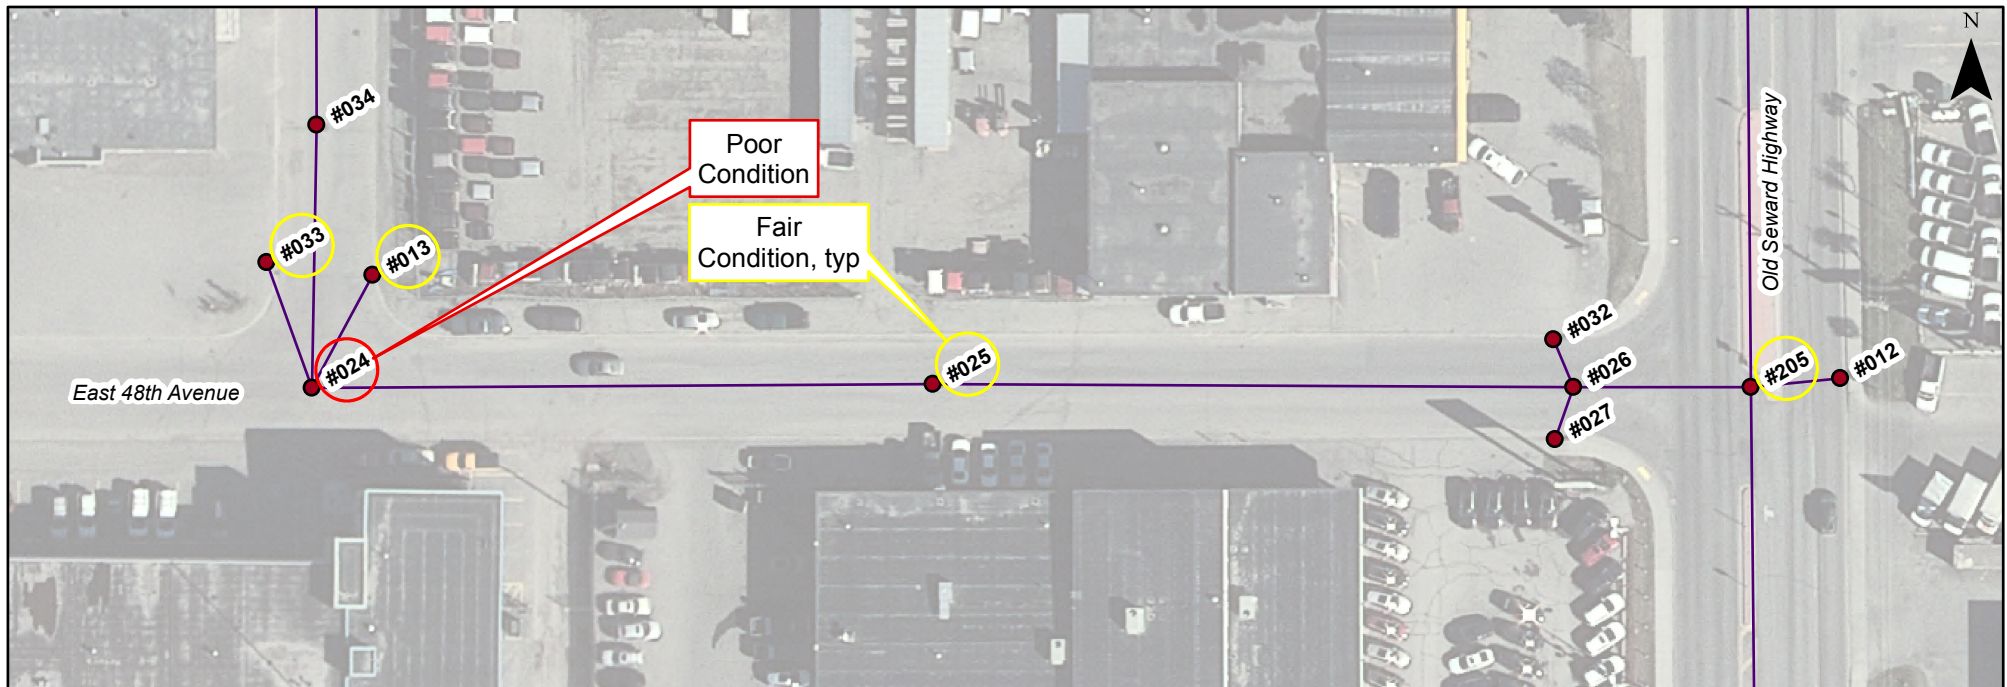 N
#034
Poor
Condition
Old Seward Highway
Fair
Condition, typ
#033
#013
#032
#024
#025
#026
#205
#012
East 48th Avenue
#027